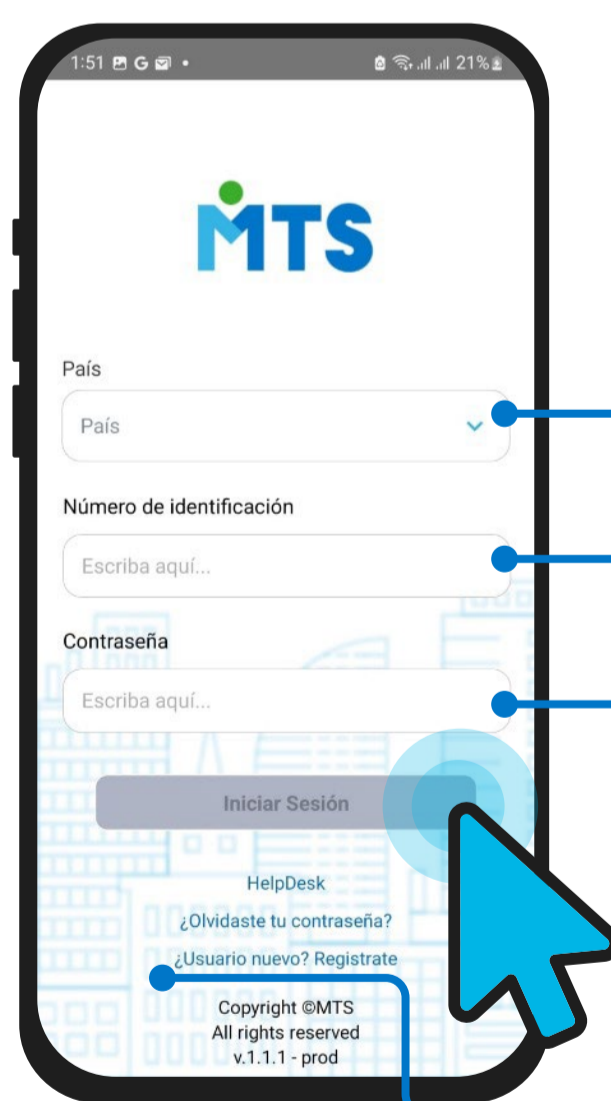 1:51 G 21%
MTS
País
País
Número de identificación
Escriba aquí...
Contraseña
Escriba aquí...
Iniciar Sesión
HelpDesk
¿Olvidaste tu contraseña?
¿Usuario nuevo? Registrate
Copyright ©MTS
All rights reserved
v.1.1.1 - prod